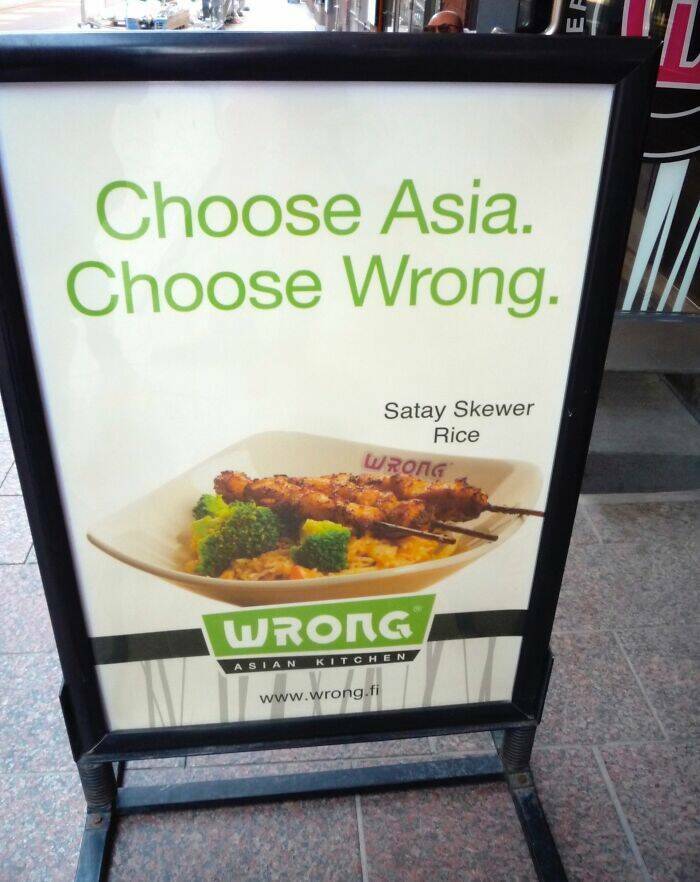 Choose Asia.
Choose Wrong.
Satay Skewer
Rice
WRONG
WRONG®
ASIAN KITCHEN
www.wrong.fi